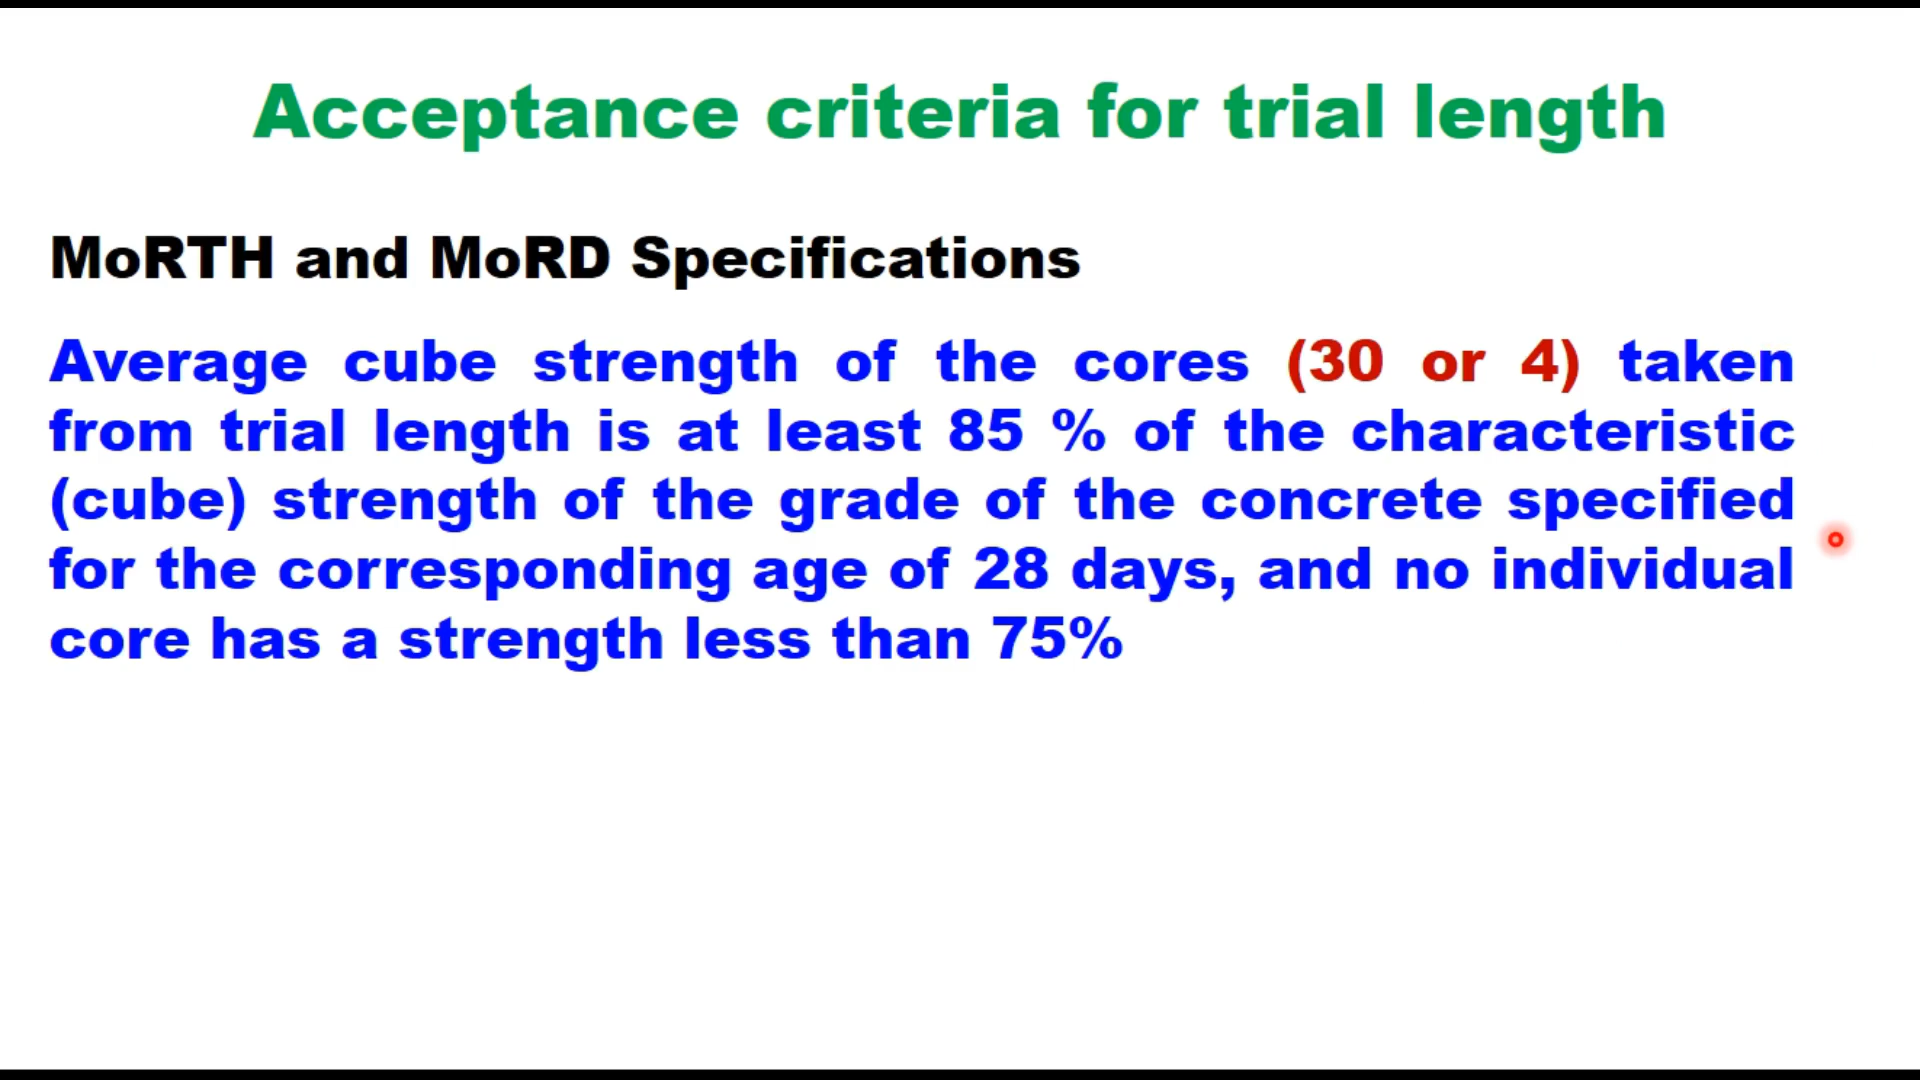 Acceptance criteria for trial length
MoRTH and MoRD Specifications
Average cube strength of the cores (30 or 4) taken
from trial length is at least 85 % of the characteristic
(cube) strength of the grade of the concrete specified
for the corresponding age of 28 days, and no individual
core has a strength less than 75%